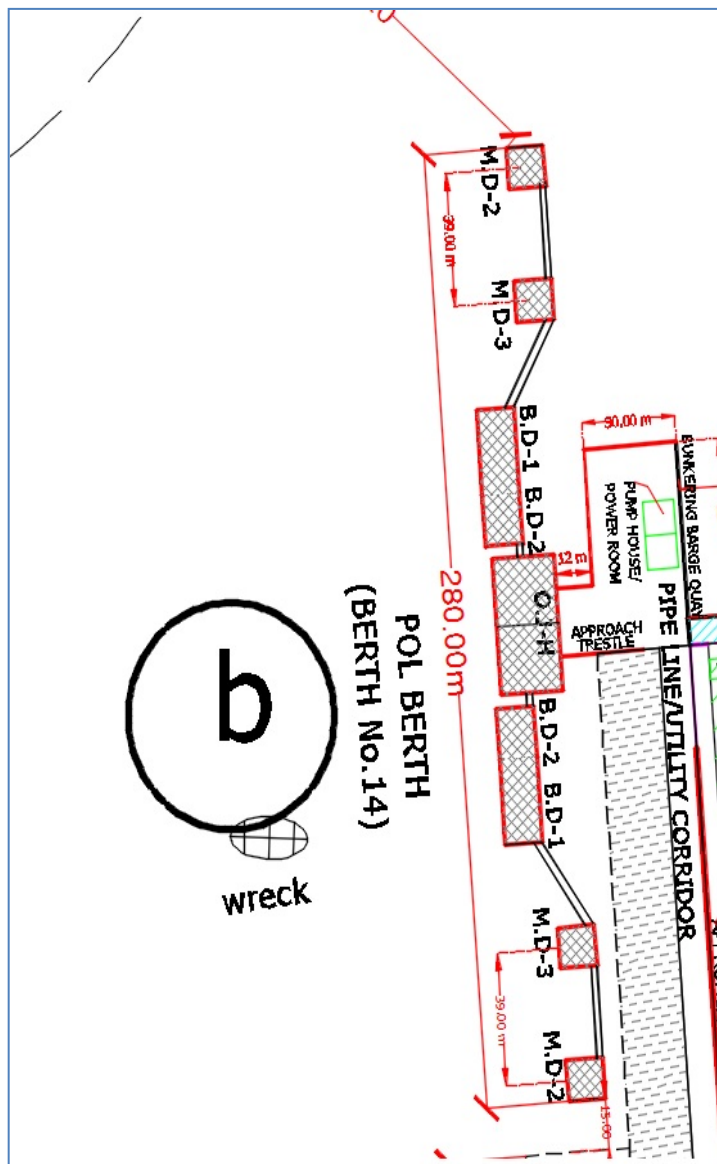 M.D-2
39.00 m
M.D-3
B.D-1
B.D-2
30.00 m
BUNKERING BARGE QUAY
PUMP HOUSE/
POWER ROOM
12 m
O.J-H
APPROACH
TRESTLE
PIPE LINE/UTILITY CORRIDOR
280.00m
POL BERTH
(BERTH No.14)
b
wreck
B.D-2
B.D-1
M.D-3
39.00 m
M.D-2
15.00